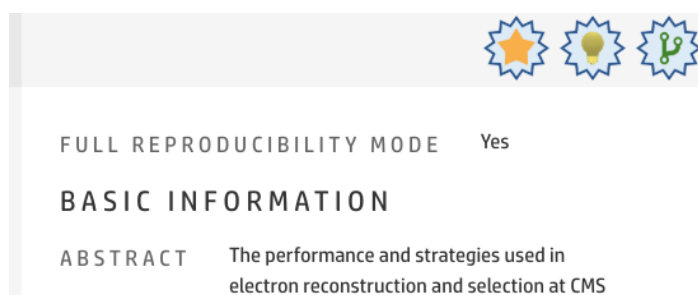 FULL REPRODUCIBILITY MODE Yes
BASIC INFORMATION
ABSTRACT The performance and strategies used in
electron reconstruction and selection at CMS